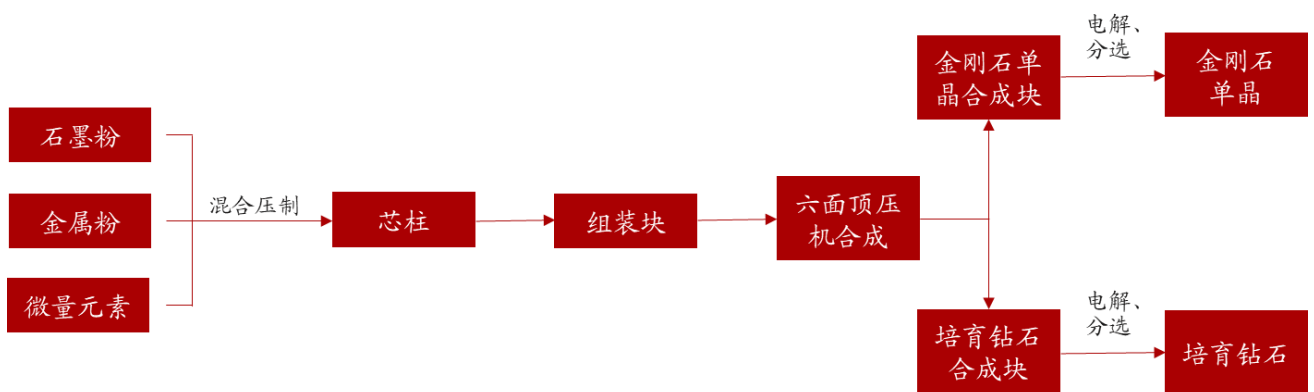 石墨粉
金属粉
微量元素
混合压制
芯柱
组装块
六面顶压
机合成
金刚石单
晶合成块
电解、
分选
金刚石
单晶
培育钻石
合成块
电解、
分选
培育钻石